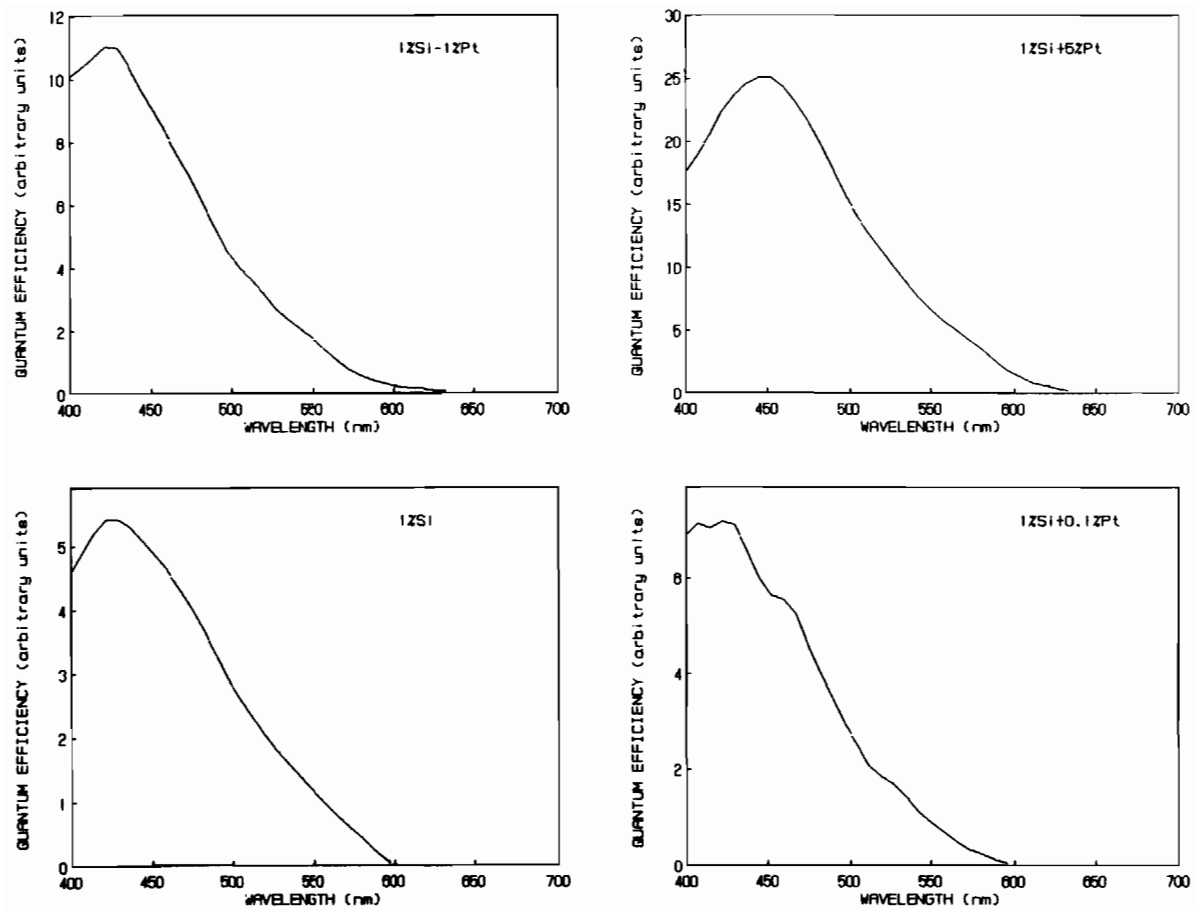 12
10
8
6
4
2
0
QUANTUM EFFICIENCY (arbitrary units)
1%Si-1%Pt
400 450 500 550 600 650 700
WAVELENGTH (nm)
30
25
20
15
10
5
0
QUANTUM EFFICIENCY (arbitrary units)
1%Si+5%Pt
400 450 500 550 600 650 700
WAVELENGTH (nm)
5
4
3
2
1
0
QUANTUM EFFICIENCY (arbitrary units)
1%Si
400 450 500 550 600 650 700
WAVELENGTH (nm)
6
4
2
0
QUANTUM EFFICIENCY (arbitrary units)
1%Si+0.1%Pt
400 450 500 550 600 650 700
WAVELENGTH (nm)